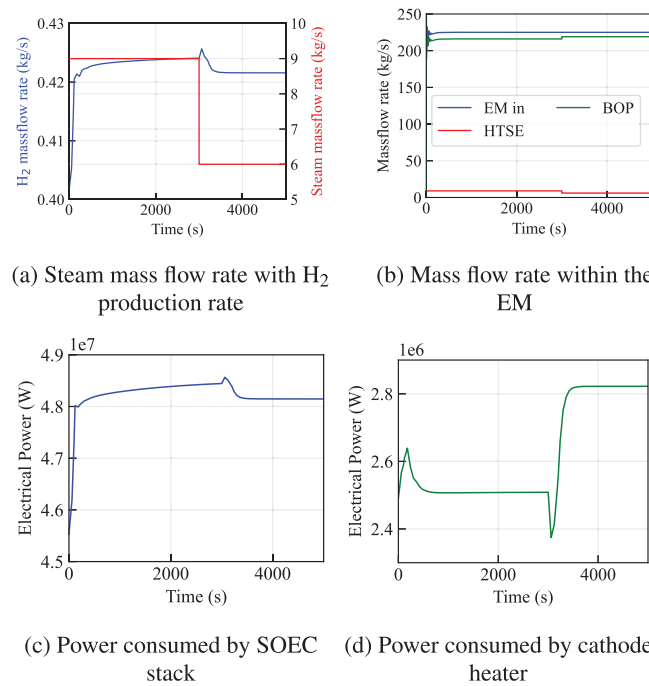 H2 massflow rate (kg/s)
0.43
0.42
0.41
0.40
10
9
8
7
6
5
Steam massflow rate (kg/s)
0
2000
4000
Time (s)
(a) Steam mass flow rate with H2
production rate
Massflow rate (kg/s)
250
200
150
100
50
0
EM in
HTSE
BOP
0
2000
4000
Time (s)
(b) Mass flow rate within the
EM
1e7
Electrical Power (W)
4.9
4.8
4.7
4.6
4.5
0
2000
4000
Time (s)
(c) Power consumed by SOEC
stack
1e6
Electrical Power (W)
2.8
2.6
2.4
0
2000
4000
Time (s)
(d) Power consumed by cathode
heater